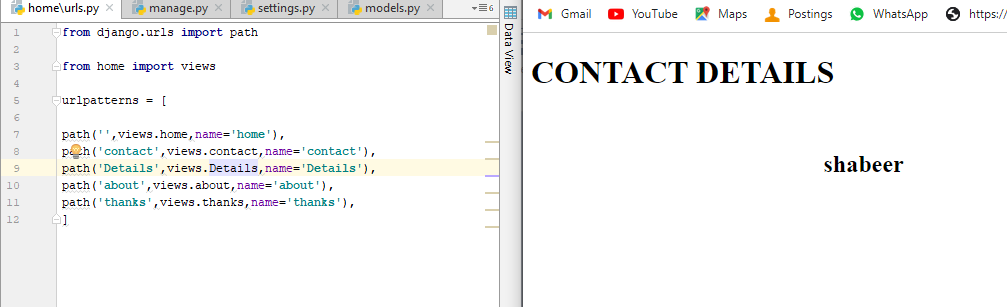 home\urls.py manage.py settings.py models.py 6
Gmail YouTube Maps Postings WhatsApp https:/
1 from django.urls import path
2
3 from home import views
4
5 urlpatterns = [
6
7 path('',views.home,name='home'),
8 path('contact',views.contact,name='contact'),
9 path('Details',views.Details,name='Details'),
10 path('about',views.about,name='about'),
11 path('thanks',views.thanks,name='thanks'),
12 ]
Data View
CONTACT DETAILS
shabeer